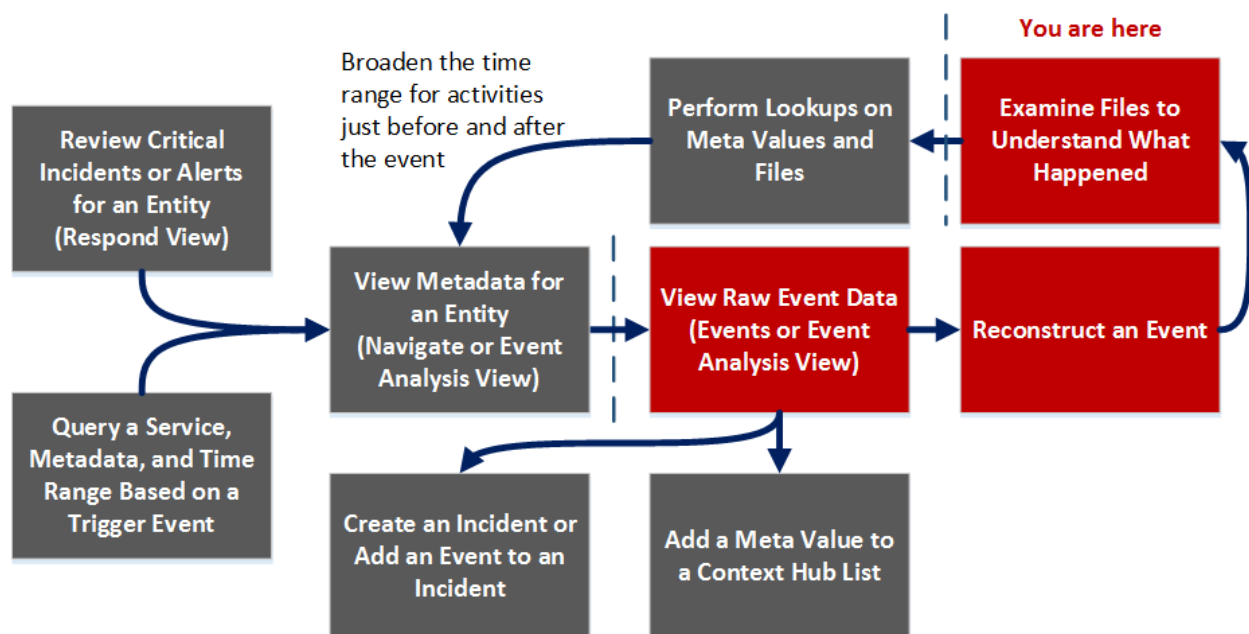 You are here
Broaden the time
range for activities
just before and after
the event
Perform Lookups on
Meta Values and
Files
Examine Files to
Understand What
Happened
Review Critical
Incidents or Alerts
for an Entity
(Respond View)
View Metadata for
an Entity
(Navigate or Event
Analysis View)
View Raw Event Data
(Events or Event
Analysis View)
Reconstruct an Event
Query a Service,
Metadata, and Time
Range Based on a
Trigger Event
Create an Incident or
Add an Event to an
Incident
Add a Meta Value to
a Context Hub List